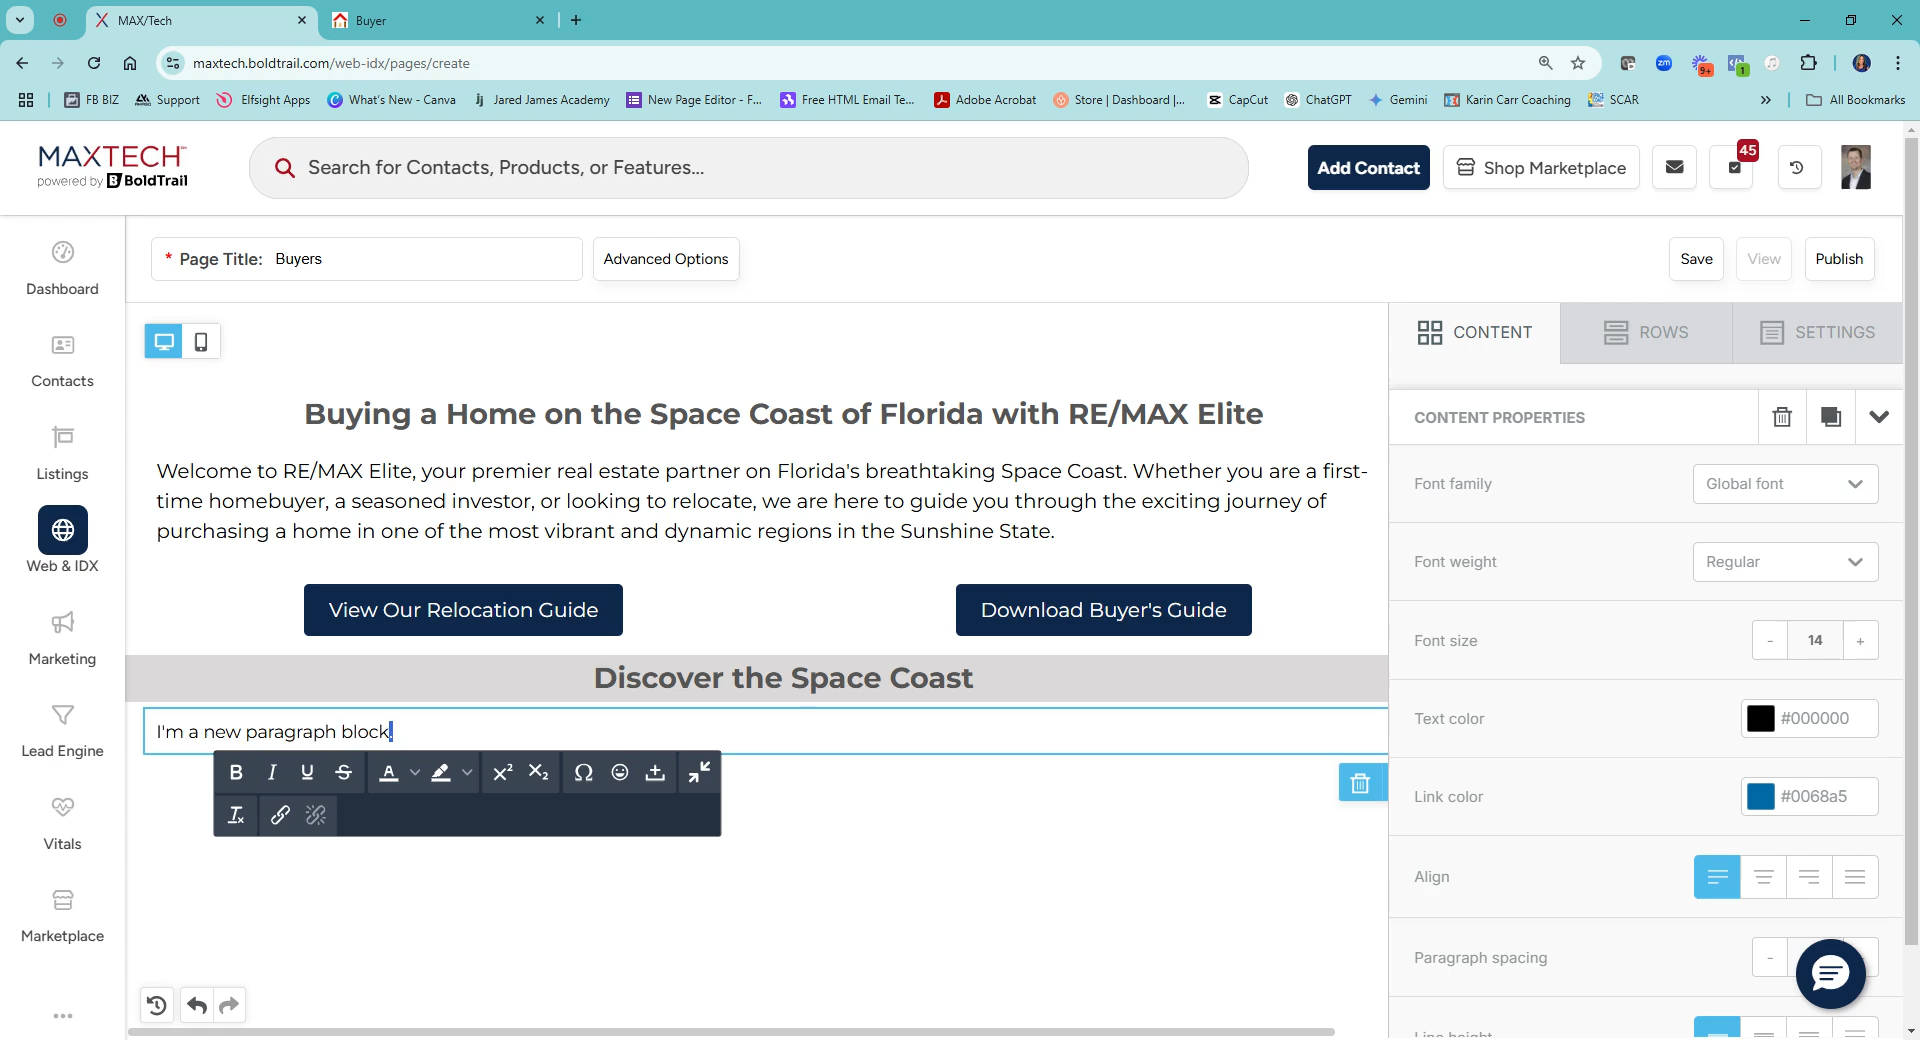 MAX/Tech
Buyer
maxtech.boldtrail.com/web-idx/pages/create
9+
1
zm
FB BIZ
Support
Elfsight Apps
What's New - Canva
Jared James Academy
New Page Editor - F...
Free HTML Email Te...
Adobe Acrobat
Store | Dashboard |...
CapCut
ChatGPT
Gemini
Karin Carr Coaching
SCAR
All Bookmarks
MAXTECH
powered by BoldTrail
Search for Contacts, Products, or Features...
Add Contact
Shop Marketplace
45
Dashboard
Contacts
Listings
Web & IDX
Marketing
Lead Engine
Vitals
Marketplace
* Page Title: Buyers
Advanced Options
Save
View
Publish
CONTENT
ROWS
SETTINGS
Buying a Home on the Space Coast of Florida with RE/MAX Elite
Welcome to RE/MAX Elite, your premier real estate partner on Florida's breathtaking Space Coast. Whether you are a first-
time homebuyer, a seasoned investor, or looking to relocate, we are here to guide you through the exciting journey of
purchasing a home in one of the most vibrant and dynamic regions in the Sunshine State.
View Our Relocation Guide
Download Buyer's Guide
Discover the Space Coast
I'm a new paragraph block.
CONTENT PROPERTIES
Font family
Global font
Font weight
Regular
Font size
- 14 +
Text color
#000000
Link color
#0068a5
Align
Paragraph spacing
-
Line height